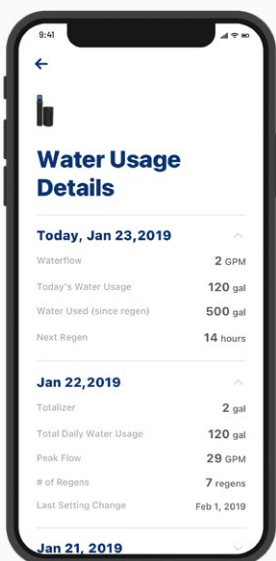 9:41
Water Usage
Details
Today, Jan 23,2019
Waterflow 2 GPM
Today's Water Usage 120 gal
Water Used (since regen) 500 gal
Next Regen 14 hours
Jan 22,2019
Totalizer 2 gal
Total Daily Water Usage 120 gal
Peak Flow 29 GPM
# of Regens 7 regens
Last Setting Change Feb 1, 2019
Jan 21, 2019